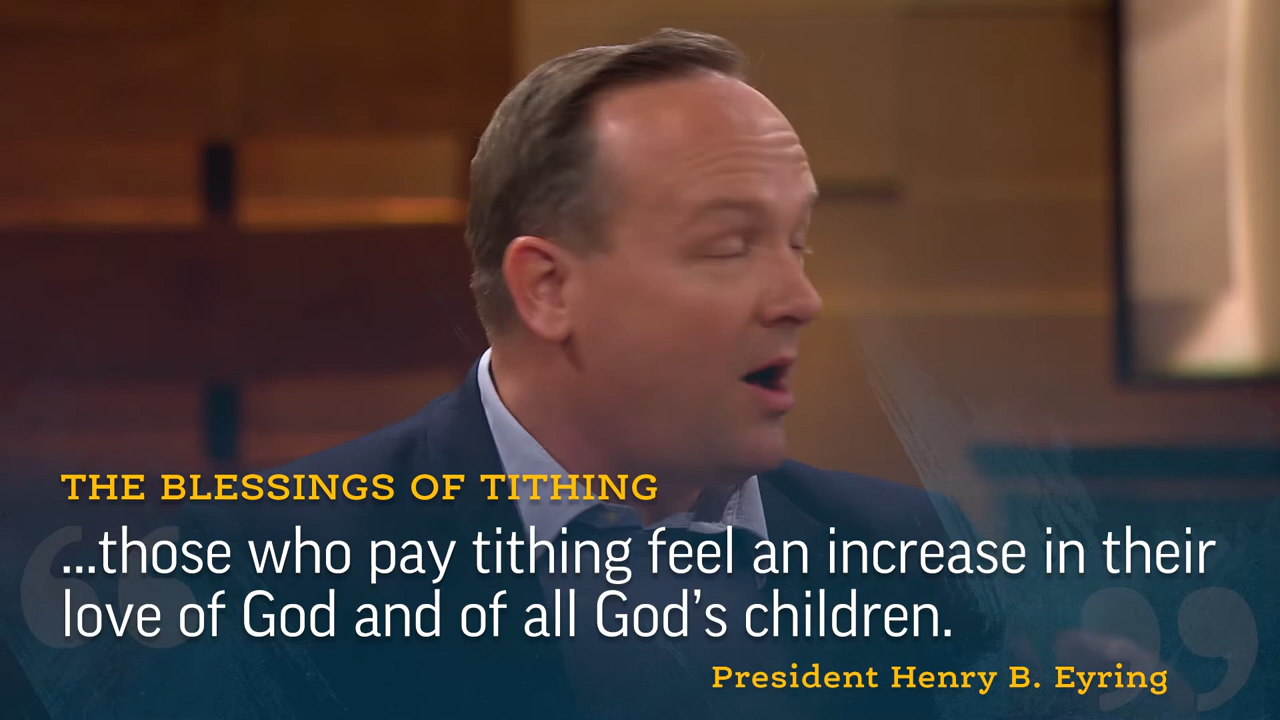 THE BLESSINGS OF TITHING
...those who pay tithing feel an increase in their
love of God and of all God's children.
President Henry B. Eyring